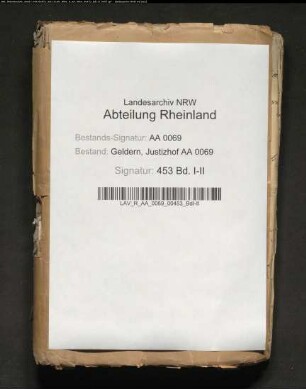 Landesarchiv NRW
Abteilung Rheinland
Bestands-Signatur: AA 0069
Bestand: Geldern, Justizhof AA 0069
Signatur: 453 Bd. I-II
LAV_R_AA_0069_00453_Bd I-II